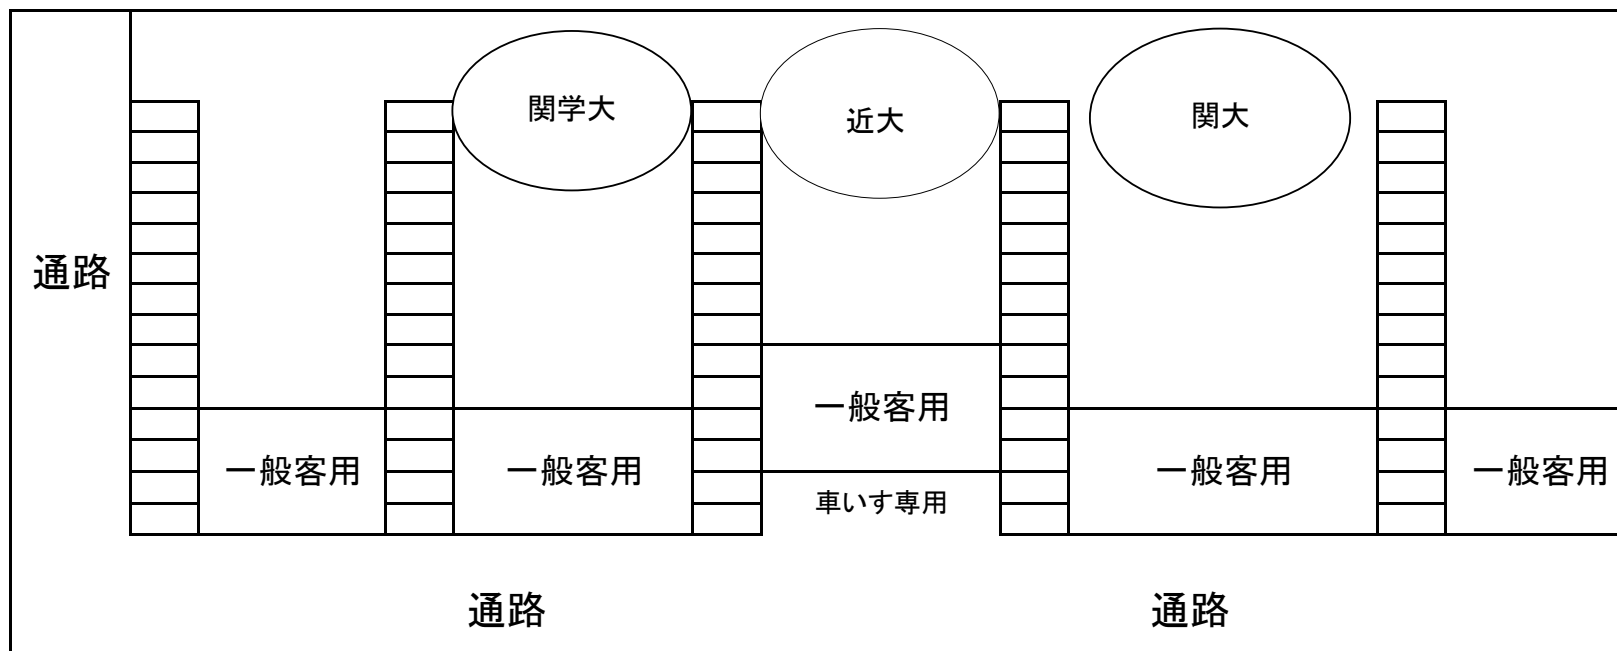 関学大
近大
関大
通路
一般客用
一般客用
一般客用
一般客用
一般客用
車いす専用
通路
通路